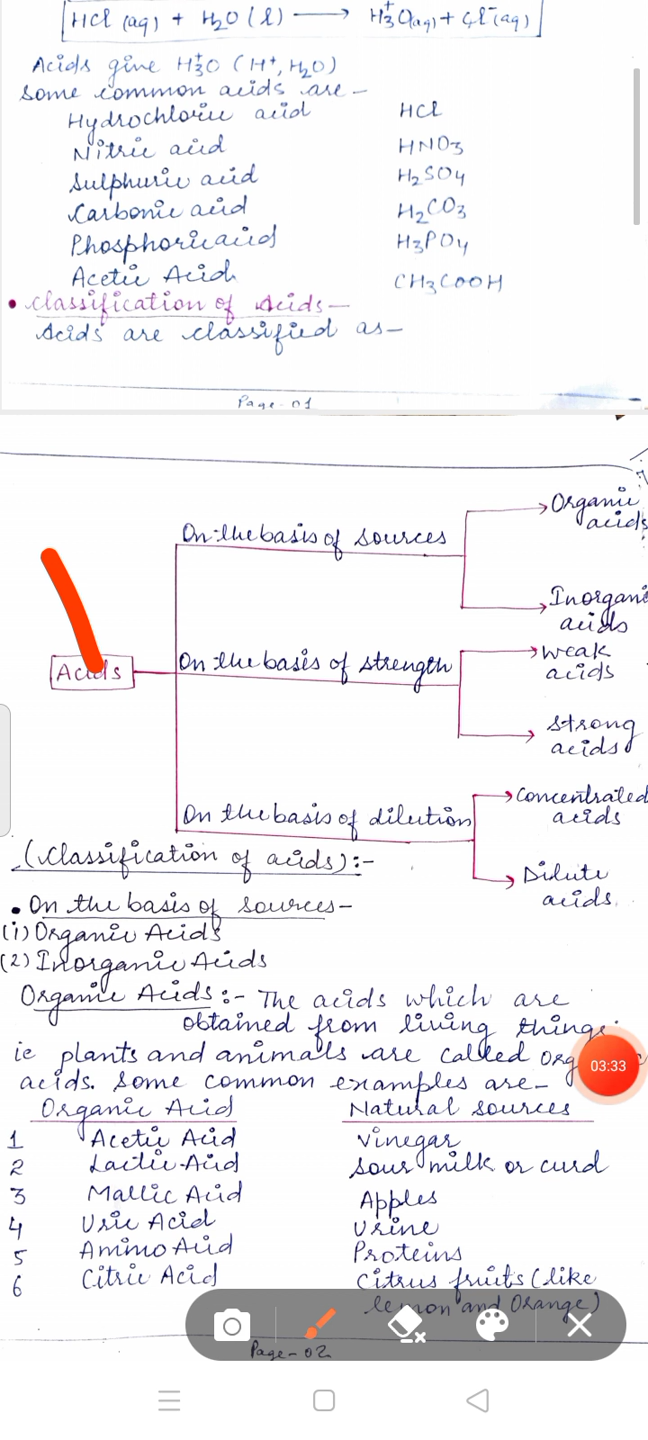 HCl (aq) + H2O (l) ⟶ H3+O(aq) + Cl-(aq)
Acids give H3+O (H+, H2O)
Some common acids are -
Hydrochloric acid HCl
Nitric acid HNO3
Sulphuric acid H2SO4
Carbonic acid H2CO3
Phosphoric acid H3PO4
Acetic Acid CH3COOH
• Classification of Acids-
Acids are classified as-
Page-01
Organic
acids
On the basis of sources
Inorgani
acids
Acids
On the basis of strength
Weak
acids
Strong
acids
Concentrated
acids
On the basis of dilution
(Classification of acids):-
Dilute
acids.
• On the basis of sources-
(1) Organic Acids
(2) Inorganic Acids
Organic Acids:- The acids which are
obtained from living things
ie plants and animalls are called org
03:33
acids. Some common examples are-
Organic Acid Natural sources
1 Acetic Acid Vinegar
2 Lactic Acid Sour milk or curd
3 Mallic Acid Apples
4 Uric Acid Urine
5 Amino Acid Proteins
6 Citric Acid Citrus fruits (like
lemon and Orange)
Page-02